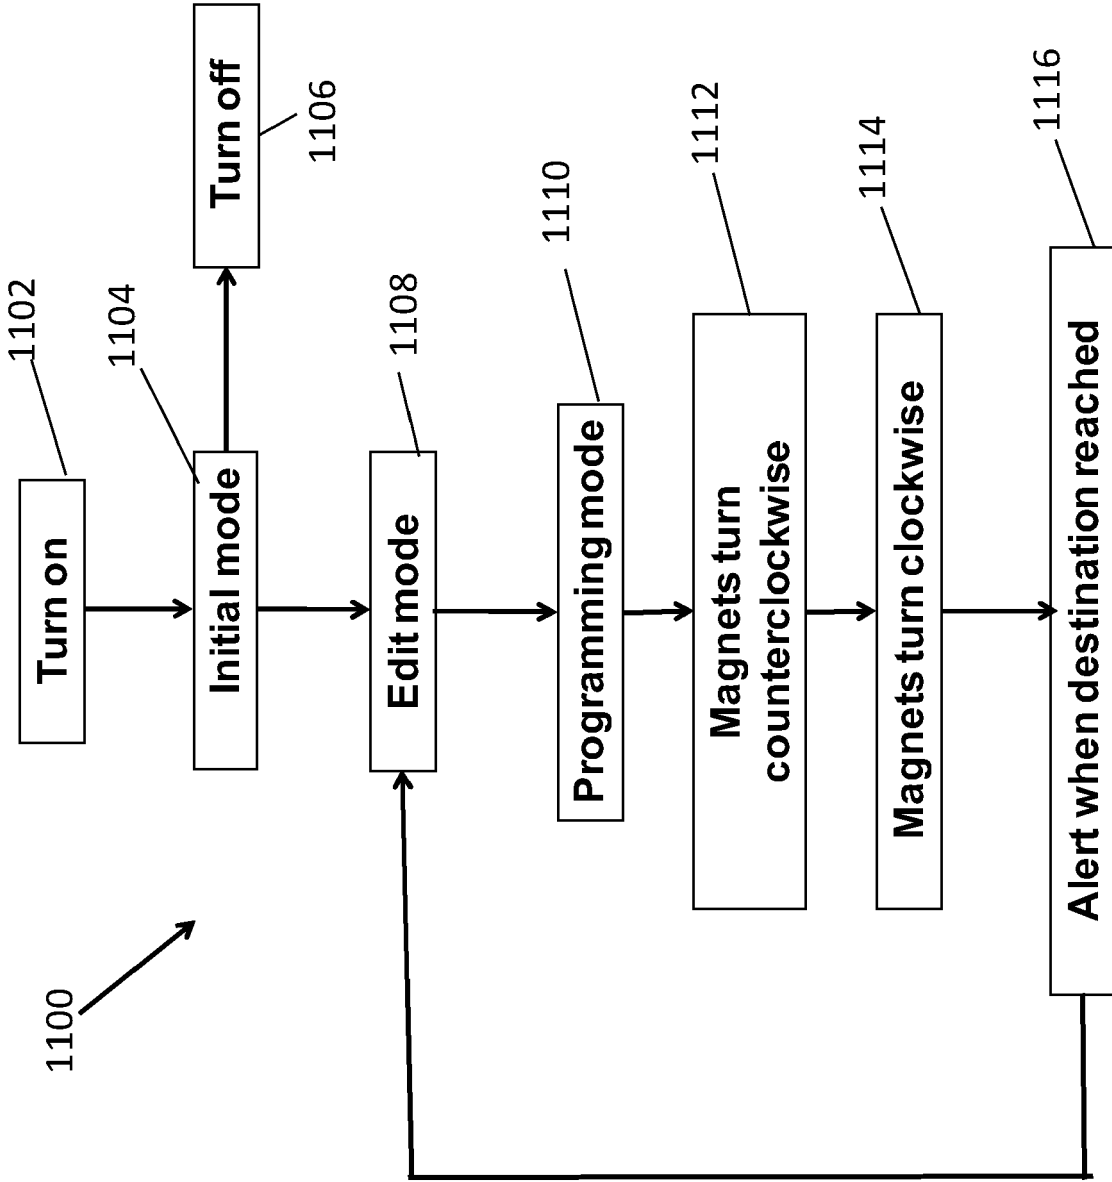 1100
Turn on
1102
Initial mode
1104
Turn off
1106
Edit mode
1108
Programming mode
1110
Magnets turn
counterclockwise
1112
Magnets turn clockwise
1114
Alert when destination reached
1116